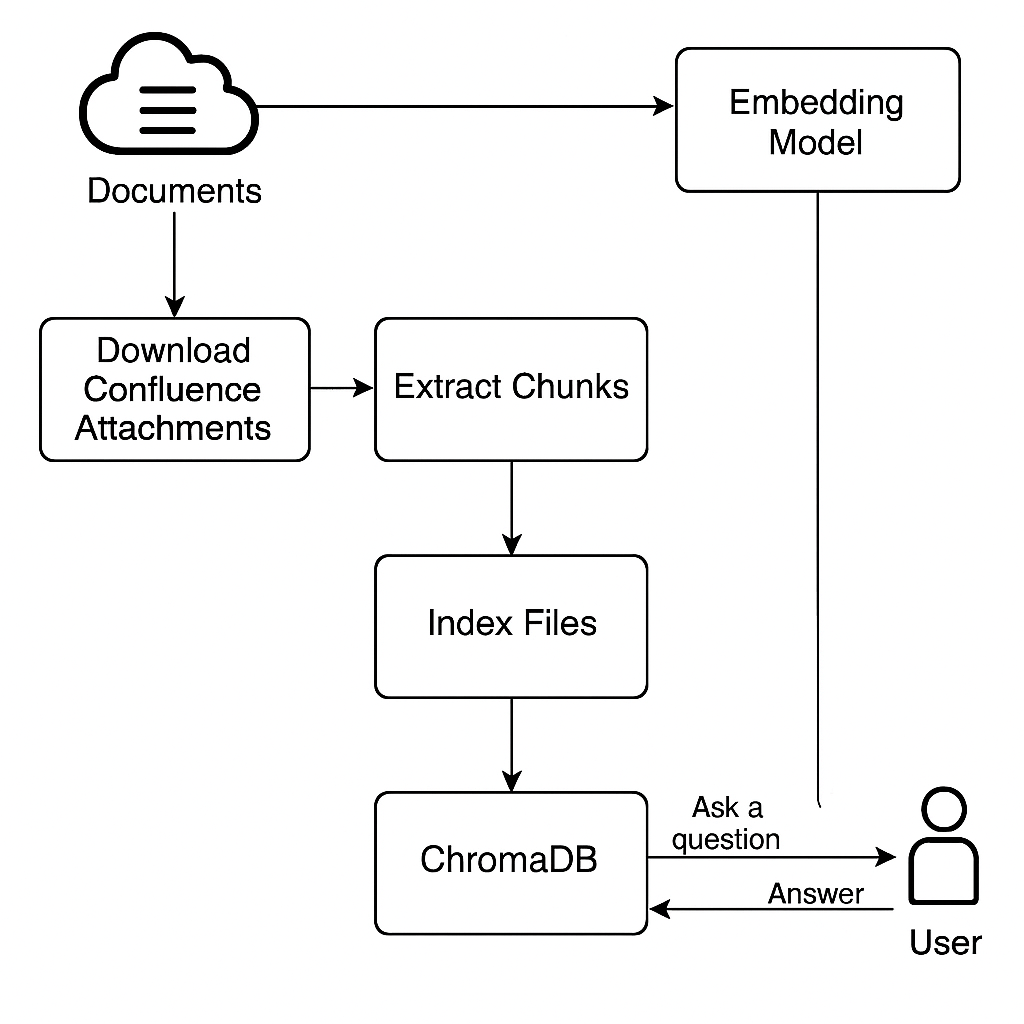 Documents
Embedding
Model
Download
Confluence
Attachments
Extract Chunks
Index Files
ChromaDB
Ask a
question
Answer
User